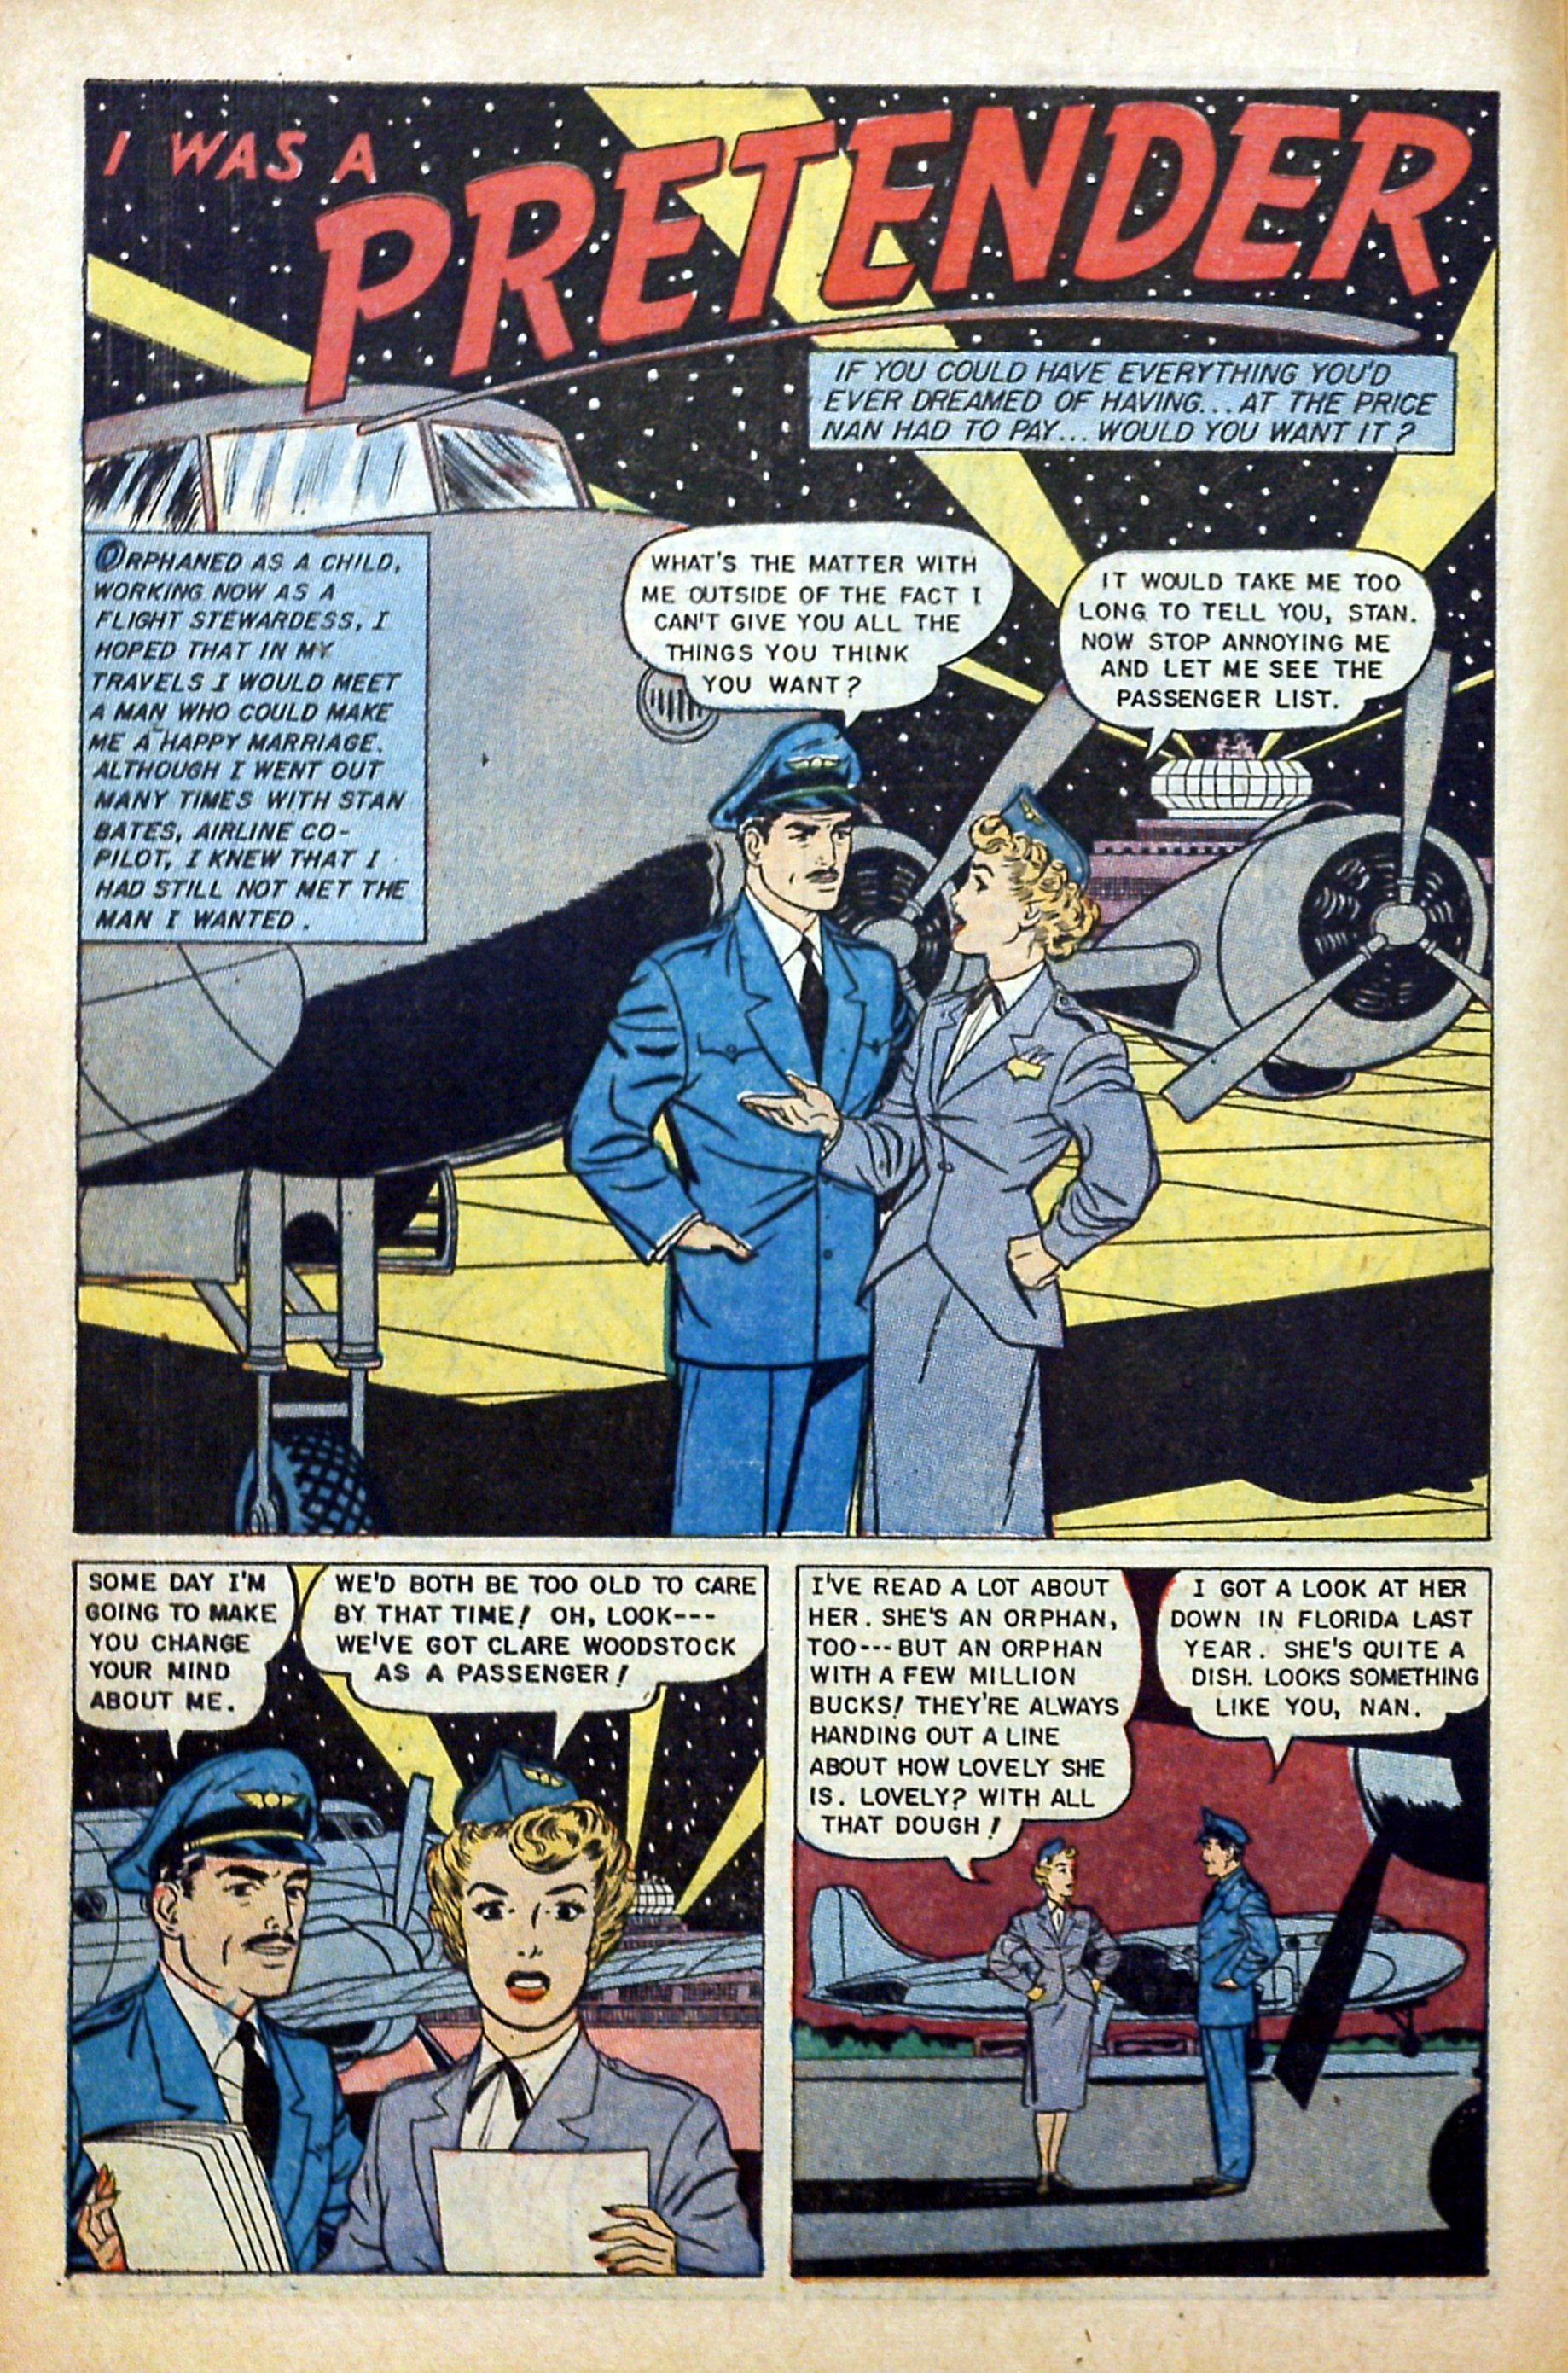 I WAS A
PRETENDER
IF YOU COULD HAVE EVERYTHING YOU'D
EVER DREAMED OF HAVING...AT THE PRICE
NAN HAD TO PAY... WOULD YOU WANT IT?
ORPHANED AS A CHILD,
WORKING NOW AS A
FLIGHT STEWARDESS, I
HOPED THAT IN MY
TRAVELS I WOULD MEET
A MAN WHO COULD MAKE
ME A HAPPY MARRIAGE.
ALTHOUGH I WENT OUT
MANY TIMES WITH STAN
BATES, AIRLINE CO-
PILOT, I KNEW THAT I
HAD STILL NOT MET THE
MAN I WANTED.
WHAT'S THE MATTER WITH
ME OUTSIDE OF THE FACT I
CAN'T GIVE YOU ALL THE
THINGS YOU THINK
YOU WANT?
IT WOULD TAKE ME TOO
LONG TO TELL YOU, STAN.
NOW STOP ANNOYING ME
AND LET ME SEE THE
PASSENGER LIST.
SOME DAY I'M
GOING TO MAKE
YOU CHANGE
YOUR MIND
ABOUT ME.
WE'D BOTH BE TOO OLD TO CARE
BY THAT TIME! OH, LOOK---
WE'VE GOT CLARE WOODSTOCK
AS A PASSENGER!
I'VE READ A LOT ABOUT
HER. SHE'S AN ORPHAN,
TOO---BUT AN ORPHAN
WITH A FEW MILLION
BUCKS! THEY'RE ALWAYS
HANDING OUT A LINE
ABOUT HOW LOVELY SHE
IS. LOVELY? WITH ALL
THAT DOUGH!
I GOT A LOOK AT HER
DOWN IN FLORIDA LAST
YEAR. SHE'S QUITE A
DISH. LOOKS SOMETHING
LIKE YOU, NAN.